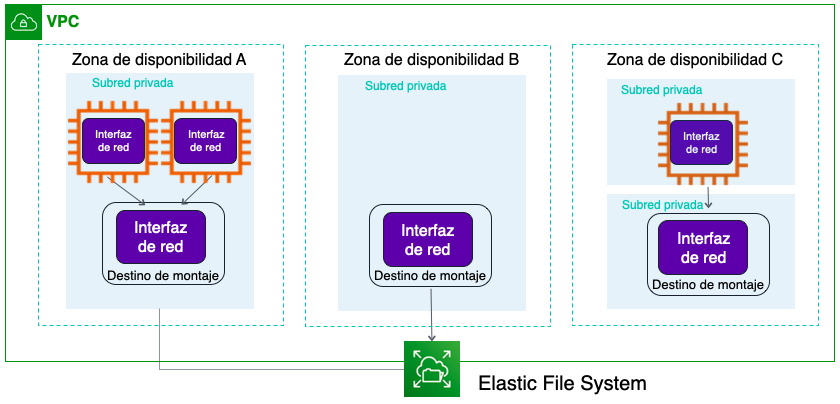 VPC
Zona de disponibilidad A
Subred privada
Interfaz
de red
Interfaz
de red
Interfaz
de red
Destino de montaje
Zona de disponibilidad B
Subred privada
Interfaz
de red
Destino de montaje
Zona de disponibilidad C
Subred privada
Interfaz
de red
Subred privada
Interfaz
de red
Destino de montaje
Elastic File System